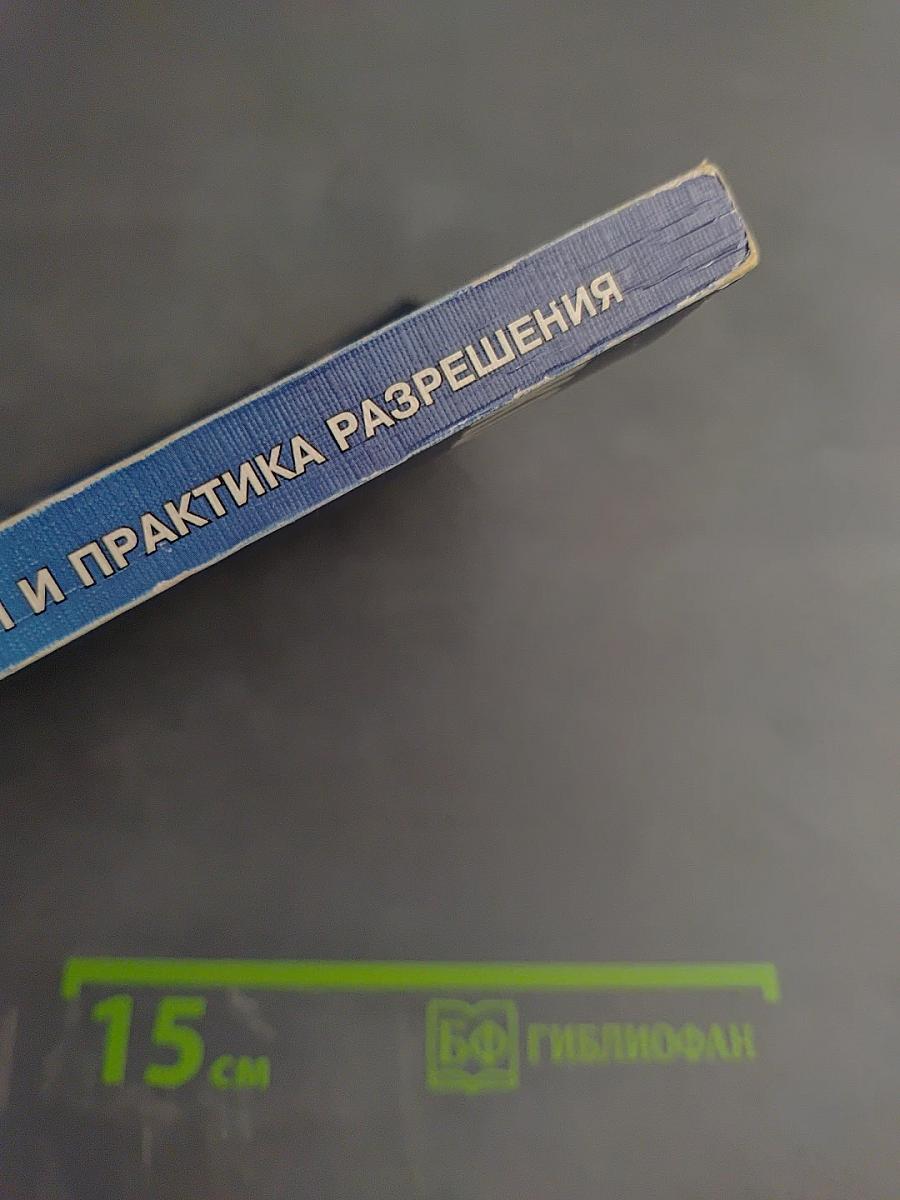 И ПРАКТИКА РАЗРЕШЕНИЯ
15 см
БФ ГИБЛИОФАН